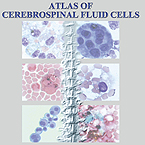 ATLAS OF
CEREBROSPINAL FLUID CELLS